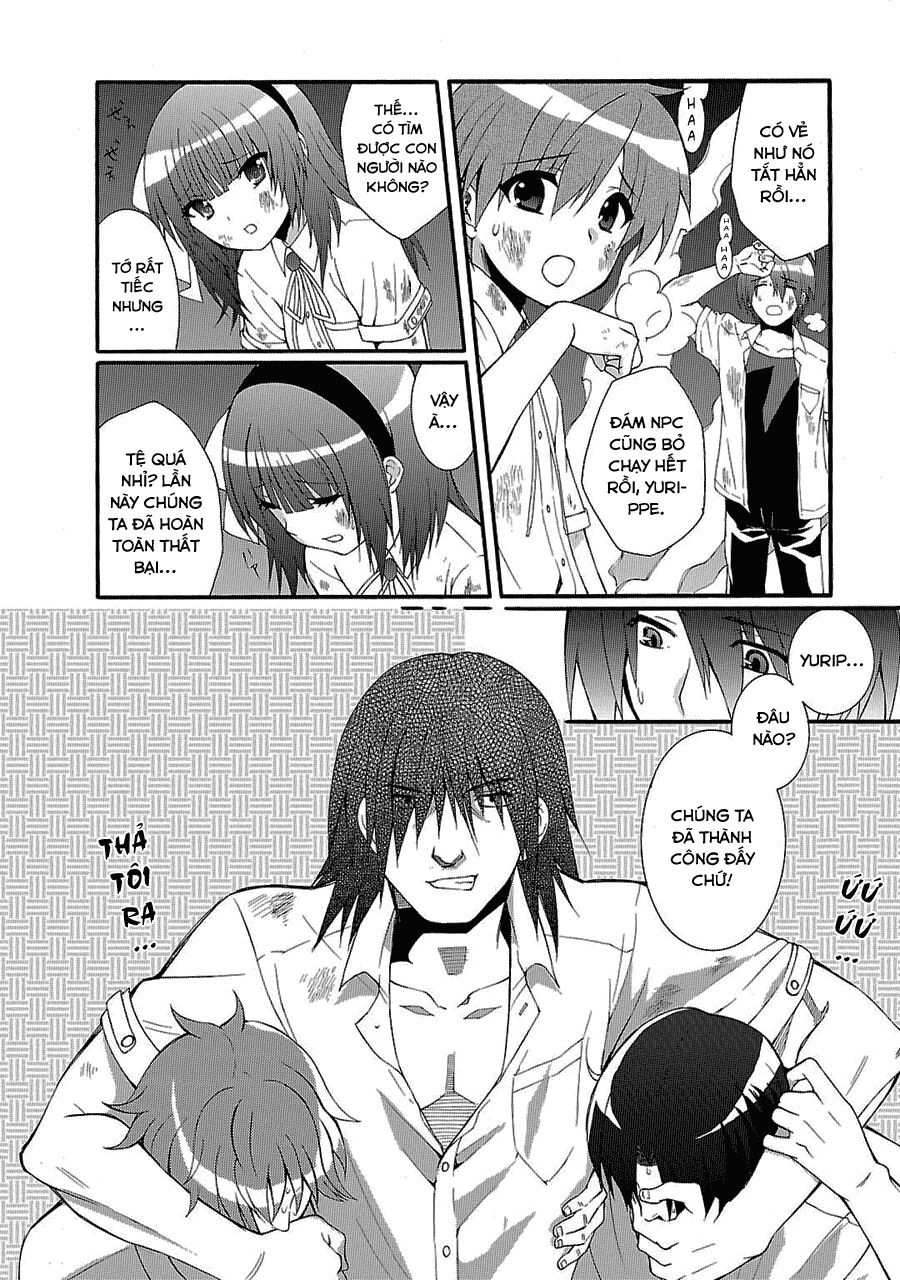 CÓ VẺ
NHƯ NÓ
TẮT HẲN
RỒI...
HAA
HAA HAA
ĐÁM NPC
CŨNG BỎ
CHẠY HẾT
RỒI, YURI-
PPE.
THẾ...
CÓ TÌM
ĐƯỢC CON
NGƯỜI NÀO
KHÔNG?
TỚ RẤT
TIẾC
NHƯNG
...
VẬY
À...
TỆ QUÁ
NHỈ? LẦN
NÀY CHÚNG
TA ĐÃ HOÀN
TOÀN THẤT
BẠI...
YURIP...
ĐÂU
NÀO?
CHÚNG TA
ĐÃ THÀNH
CÔNG ĐẤY
CHỨ!
ÚÚ
ÚÚ
...
THẢ
TÔI
RA
...